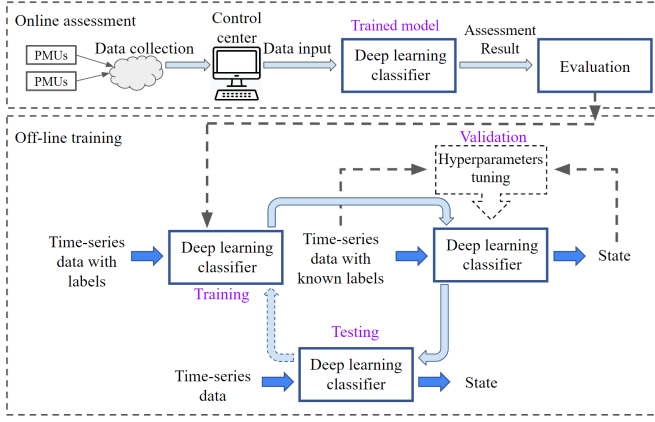 Online assessment
PMUs
PMUs
Data collection
Control
center
Data input
Trained model
Deep learning
classifier
Assessment
Result
Evaluation
Off-line training
Validation
Hyperparameters
tuning
Time-series
data with
labels
Deep learning
classifier
Training
Time-series
data with
known labels
Deep learning
classifier
State
Testing
Time-series
data
Deep learning
classifier
State